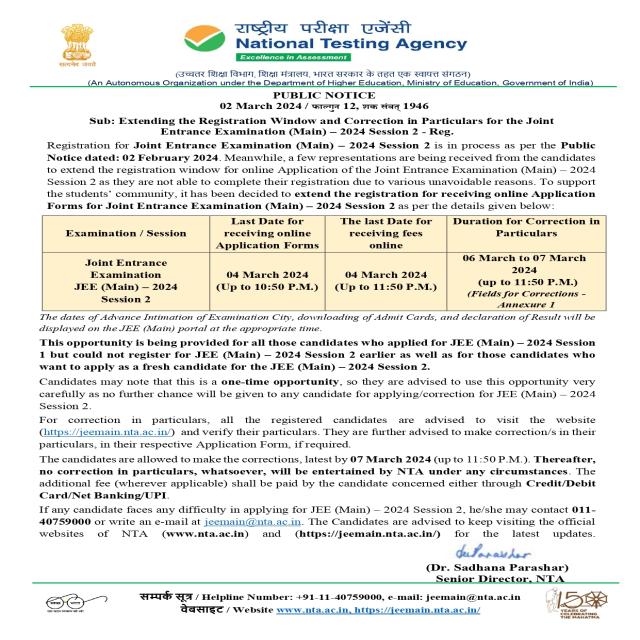 राष्ट्रीय परीक्षा एजेंसी
National Testing Agency
Excellence in Assessment
सत्यमेव जयते
(उच्चतर शिक्षा विभाग, शिक्षा मंत्रालय, भारत सरकार के तहत एक स्वायत्त संगठन)
(An Autonomous Organization under the Department of Higher Education, Ministry of Education, Government of India)
PUBLIC NOTICE
02 March 2024 / फाल्गुन 12, शक संवत् 1946
Sub: Extending the Registration Window and Correction in Particulars for the Joint
Entrance Examination (Main) – 2024 Session 2 - Reg.
Registration for Joint Entrance Examination (Main) – 2024 Session 2 is in process as per the Public
Notice dated: 02 February 2024. Meanwhile, a few representations are being received from the candidates
to extend the registration window for online Application of the Joint Entrance Examination (Main) – 2024
Session 2 as they are not able to complete their registration due to various unavoidable reasons. To support
the students' community, it has been decided to extend the registration for receiving online Application
Forms for Joint Entrance Examination (Main) – 2024 Session 2 as per the details given below:
Examination / Session
Last Date for
receiving online
Application Forms
The last Date for
receiving fees
online
Duration for Correction in
Particulars
Joint Entrance
Examination
JEE (Main) – 2024
Session 2
04 March 2024
(Up to 10:50 P.M.)
04 March 2024
(Up to 11:50 P.M.)
06 March to 07 March
2024
(up to 11:50 P.M.)
(Fields for Corrections -
Annexure 1
The dates of Advance Intimation of Examination City, downloading of Admit Cards, and declaration of Result will be
displayed on the JEE (Main) portal at the appropriate time.
This opportunity is being provided for all those candidates who applied for JEE (Main) – 2024 Session
1 but could not register for JEE (Main) – 2024 Session 2 earlier as well as for those candidates who
want to apply as a fresh candidate for the JEE (Main) – 2024 Session 2.
Candidates may note that this is a one-time opportunity, so they are advised to use this opportunity very
carefully as no further chance will be given to any candidate for applying/correction for JEE (Main) – 2024
Session 2.
For correction in particulars, all the registered candidates are advised to visit the website
(https://jeemain.nta.ac.in/) and verify their particulars. They are further advised to make correction/s in their
particulars, in their respective Application Form, if required.
The candidates are allowed to make the corrections, latest by 07 March 2024 (up to 11:50 P.M.). Thereafter,
no correction in particulars, whatsoever, will be entertained by NTA under any circumstances. The
additional fee (wherever applicable) shall be paid by the candidate concerned either through Credit/Debit
Card/Net Banking/UPI.
If any candidate faces any difficulty in applying for JEE (Main) – 2024 Session 2, he/she may contact 011-
40759000 or write an e-mail at jeemain@nta.ac.in. The Candidates are advised to keep visiting the official
websites of NTA (www.nta.ac.in) and (https://jeemain.nta.ac.in/) for the latest updates.
(Dr. Sadhana Parashar)
Senior Director, NTA
सम्पर्क सूत्र / Helpline Number: +91-11-40759000, e-mail: jeemain@nta.ac.in
वेबसाइट / Website www.nta.ac.in, https://jeemain.nta.ac.in/
150
YEARS OF
CELEBRATING
THE MAHATMA